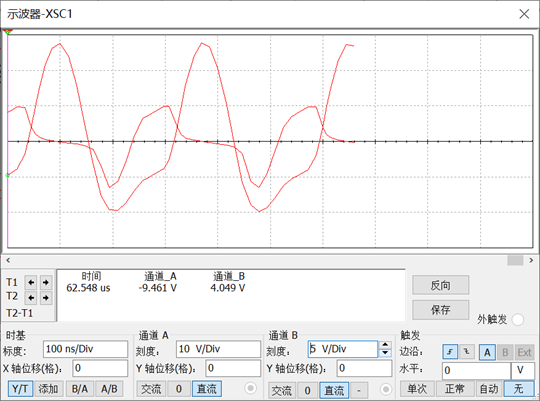 示波器-XSC1
时间 通道_A 通道_B
T1 62.548 us -9.461 V 4.049 V
T2
T2-T1
反向
保存
外触发
时基
标度: 100 ns/Div
X 轴位移(格): 0
Y/T 添加 B/A A/B
通道 A
刻度: 10 V/Div
Y 轴位移(格): 0
交流 0 直流
通道 B
刻度: 5 V/Div
Y 轴位移(格): 0
交流 0 直流 -
触发
边沿: A B Ext
水平: 0 V
单次 正常 自动 无